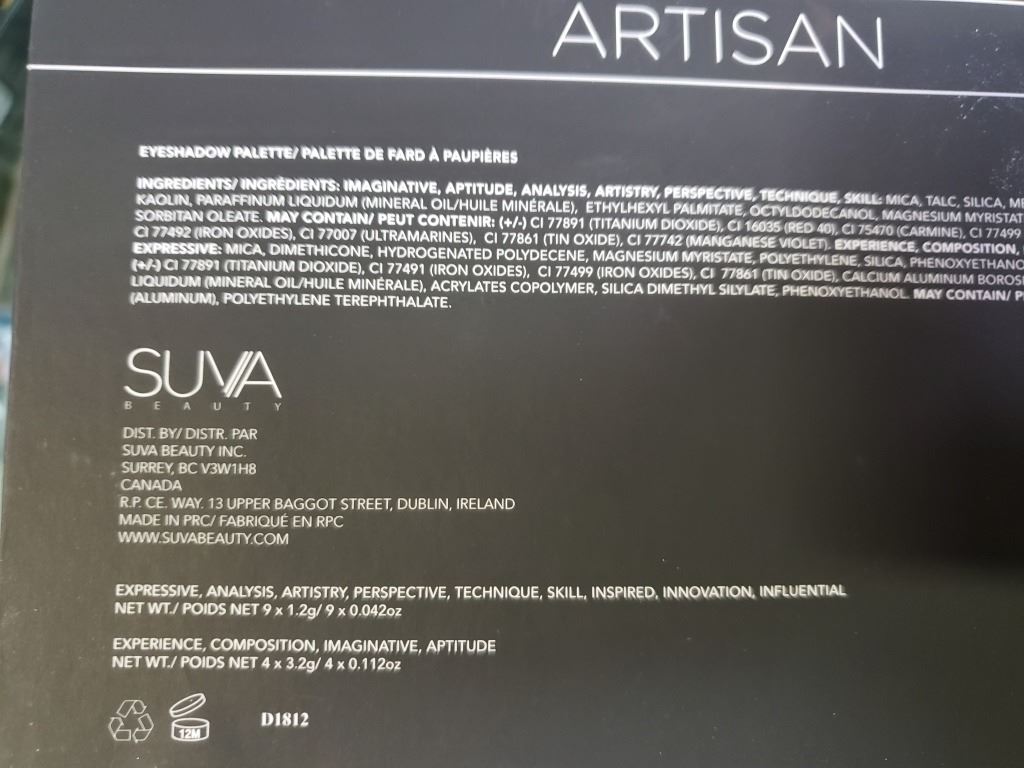 ARTISAN
EYESHADOW PALETTE/ PALETTE DE FARD À PAUPIÈRES
INGREDIENTS/ INGRÉDIENTS: IMAGINATIVE, APTITUDE, ANALYSIS, ARTISTRY, PERSPECTIVE, TECHNIQUE, SKILL: MICA, TALC, SILICA,
KAOLIN, PARAFFINUM LIQUIDUM (MINERAL OIL/HUILE MINÉRALE), ETHYLHEXYL PALMITATE, OCTYLDODECANOL, MAGNESIUM MYRISTAT
SORBITAN OLEATE. MAY CONTAIN/ PEUT CONTENIR: (+/-) CI 77891 (TITANIUM DIOXIDE), CI 16035 (RED 40), CI 75470 (CARMINE), CI 77499
CI 77492 (IRON OXIDES), CI 77007 (ULTRAMARINES), CI 77861 (TIN OXIDE), CI 77742 (MANGANESE VIOLET). EXPERIENCE, COMPOSITION,
EXPRESSIVE: MICA, DIMETHICONE, HYDROGENATED POLYDECENE, MAGNESIUM MYRISTATE, POLYETHYLENE, SILICA, PHENOXYETHANO
(+/-) CI 77891 (TITANIUM DIOXIDE), CI 77491 (IRON OXIDES), CI 77499 (IRON OXIDES), CI 77861 (TIN OXIDE), CALCIUM ALUMINUM BOROSI
LIQUIDUM (MINERAL OIL/HUILE MINÉRALE), ACRYLATES COPOLYMER, SILICA DIMETHYL SILYLATE, PHENOXYETHANOL. MAY CONTAIN/
(ALUMINUM), POLYETHYLENE TEREPHTHALATE.
SUVA
BEAUTY
DIST. BY/ DISTR. PAR
SUVA BEAUTY INC.
SURREY, BC V3W1H8
CANADA
R.P. CE. WAY. 13 UPPER BAGGOT STREET, DUBLIN, IRELAND
MADE IN PRC/ FABRIQUÉ EN RPC
WWW.SUVABEAUTY.COM
EXPRESSIVE, ANALYSIS, ARTISTRY, PERSPECTIVE, TECHNIQUE, SKILL, INSPIRED, INNOVATION, INFLUENTIAL
NET WT./ POIDS NET 9 x 1.2g/ 9 x 0.042oz
EXPERIENCE, COMPOSITION, IMAGINATIVE, APTITUDE
NET WT./ POIDS NET 4 x 3.2g/ 4 x 0.112oz
12M
D1812